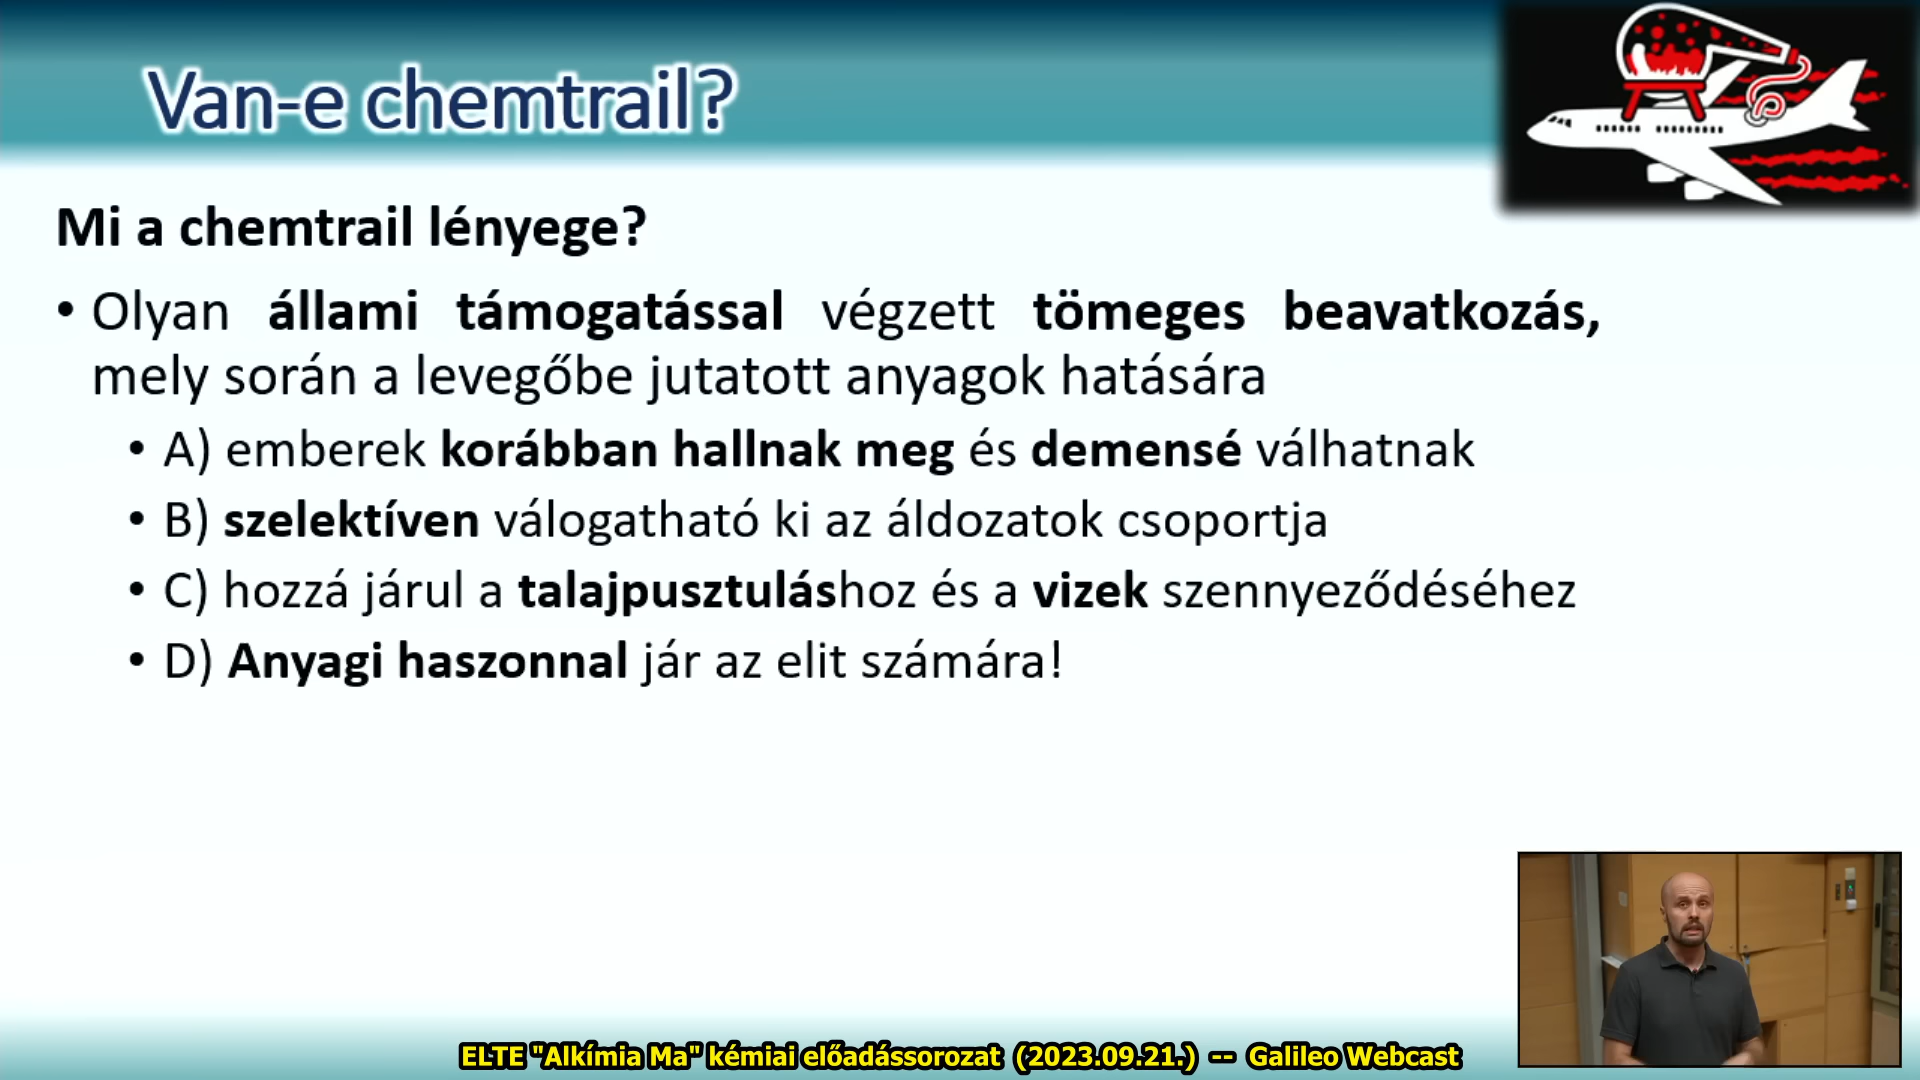 Van-e chemtrail?
Mi a chemtrail lényege?
• Olyan állami támogatással végzett tömeges beavatkozás,
mely során a levegőbe jutatott anyagok hatására
• A) emberek korábban hallnak meg és demensé válhatnak
• B) szelektíven válogatható ki az áldozatok csoportja
• C) hozzá járul a talajpusztuláshoz és a vizek szennyeződéséhez
• D) Anyagi haszonnal jár az elit számára!
ELTE "Alkímia Ma" kémiai előadássorozat (2023.09.21.) -- Galileo Webcast